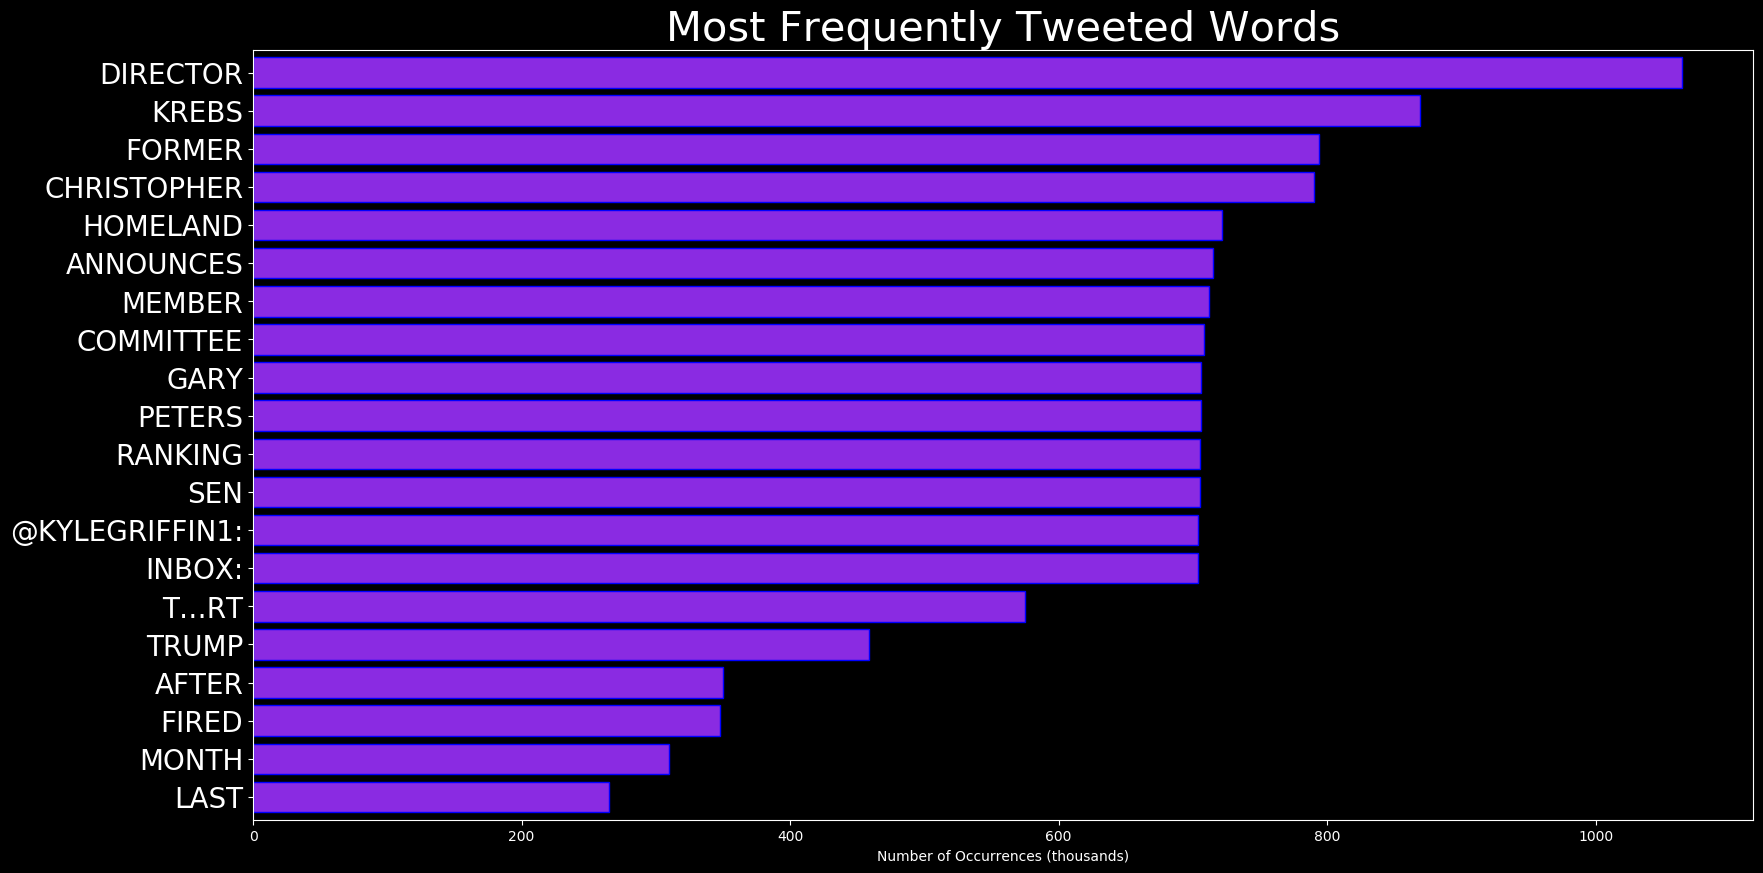 Most Frequently Tweeted Words
DIRECTOR
KREBS
FORMER
CHRISTOPHER
HOMELAND
ANNOUNCES
MEMBER
COMMITTEE
GARY
PETERS
RANKING
SEN
@KYLEGRIFFIN1:
INBOX:
T…RT
TRUMP
AFTER
FIRED
MONTH
LAST
0 200 400 600 800 1000
Number of Occurrences (thousands)